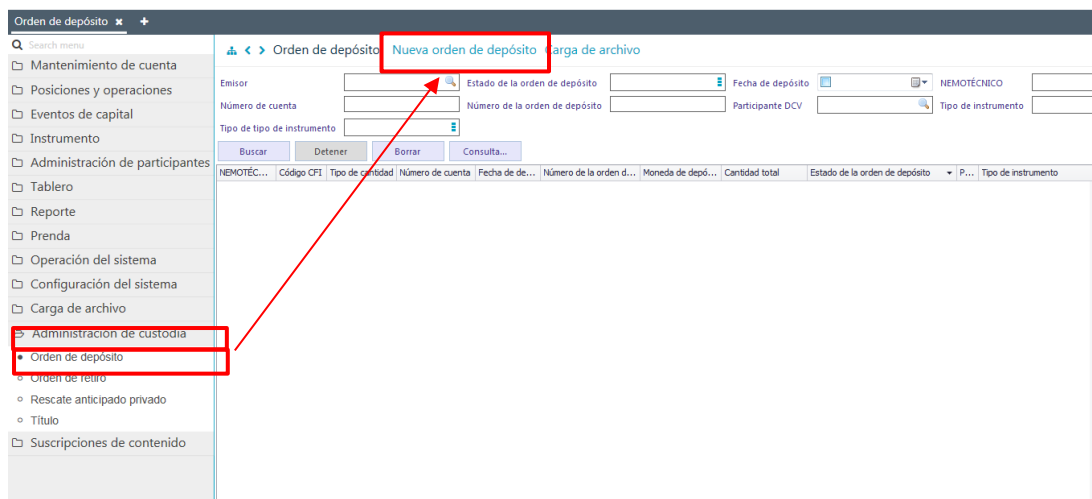 Orden de depósito × +
Search menu
Mantenimiento de cuenta
Posiciones y operaciones
Eventos de capital
Instrumento
Administración de participantes
Tablero
Reporte
Prenda
Operación del sistema
Configuración del sistema
Carga de archivo
Administración de custodia
Orden de depósito
Orden de retiro
Rescate anticipado privado
Título
Suscripciones de contenido
Orden de depósito Nueva orden de depósito Carga de archivo
Emisor Estado de la orden de depósito Fecha de depósito NEMOTÉCNICO
Número de cuenta Número de la orden de depósito Participante DCV Tipo de instrumento
Tipo de tipo de instrumento
Buscar Detener Borrar Consulta...
NEMOTÉC... Código CFI Tipo de cantidad Número de cuenta Fecha de de... Número de la orden d... Moneda de depó... Cantidad total Estado de la orden de depósito P... Tipo de instrumento